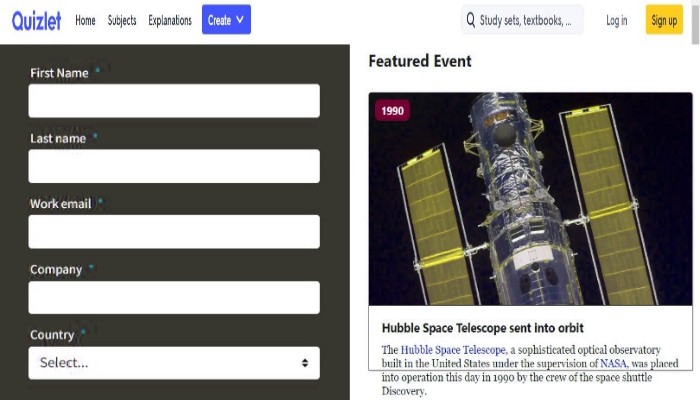 Quizlet
Home Subjects Explanations Create
Study sets, textbooks, ...
Log in Sign up
First Name *
Last name *
Work email *
Company *
Country *
Select...
Featured Event
1990
Hubble Space Telescope sent into orbit
The Hubble Space Telescope, a sophisticated optical observatory
built in the United States under the supervision of NASA, was placed
into operation this day in 1990 by the crew of the space shuttle
Discovery.